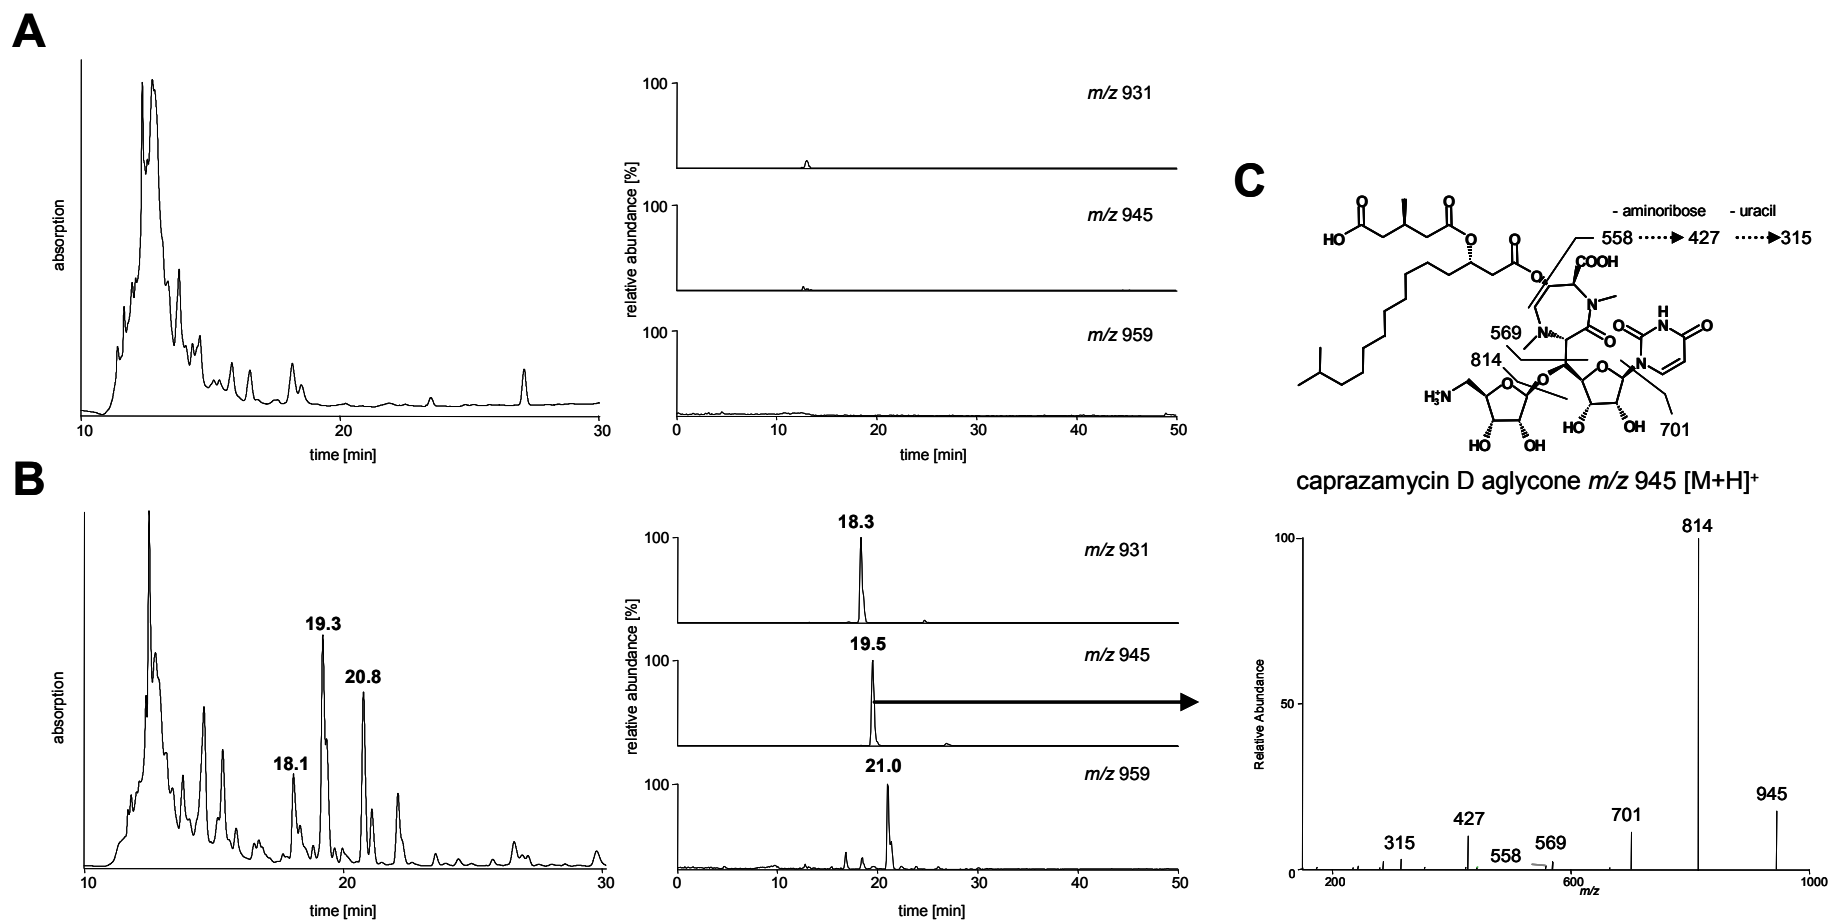 A
absorption
10
20
30
time [min]
relative abundance [%]
100
m/z 931
100
m/z 945
100
m/z 959
0
10
20
30
40
50
time [min]
B
absorption
18.1
19.3
20.8
10
20
30
time [min]
relative abundance [%]
100
18.3
m/z 931
100
19.5
m/z 945
100
21.0
m/z 959
0
10
20
30
40
50
time [min]
C
- aminoribose - uracil
558 427 315
O
O
HO
O
O
O
COOH
N
N
O
569
814
O
O
O
H
N
O
O
N
H₃⁺N
HO
OH
HO
OH
701
caprazamycin D aglycone m/z 945 [M+H]⁺
Relative Abundance
100
50
0
315
427
558
569
701
814
945
200
600
1000
m/z